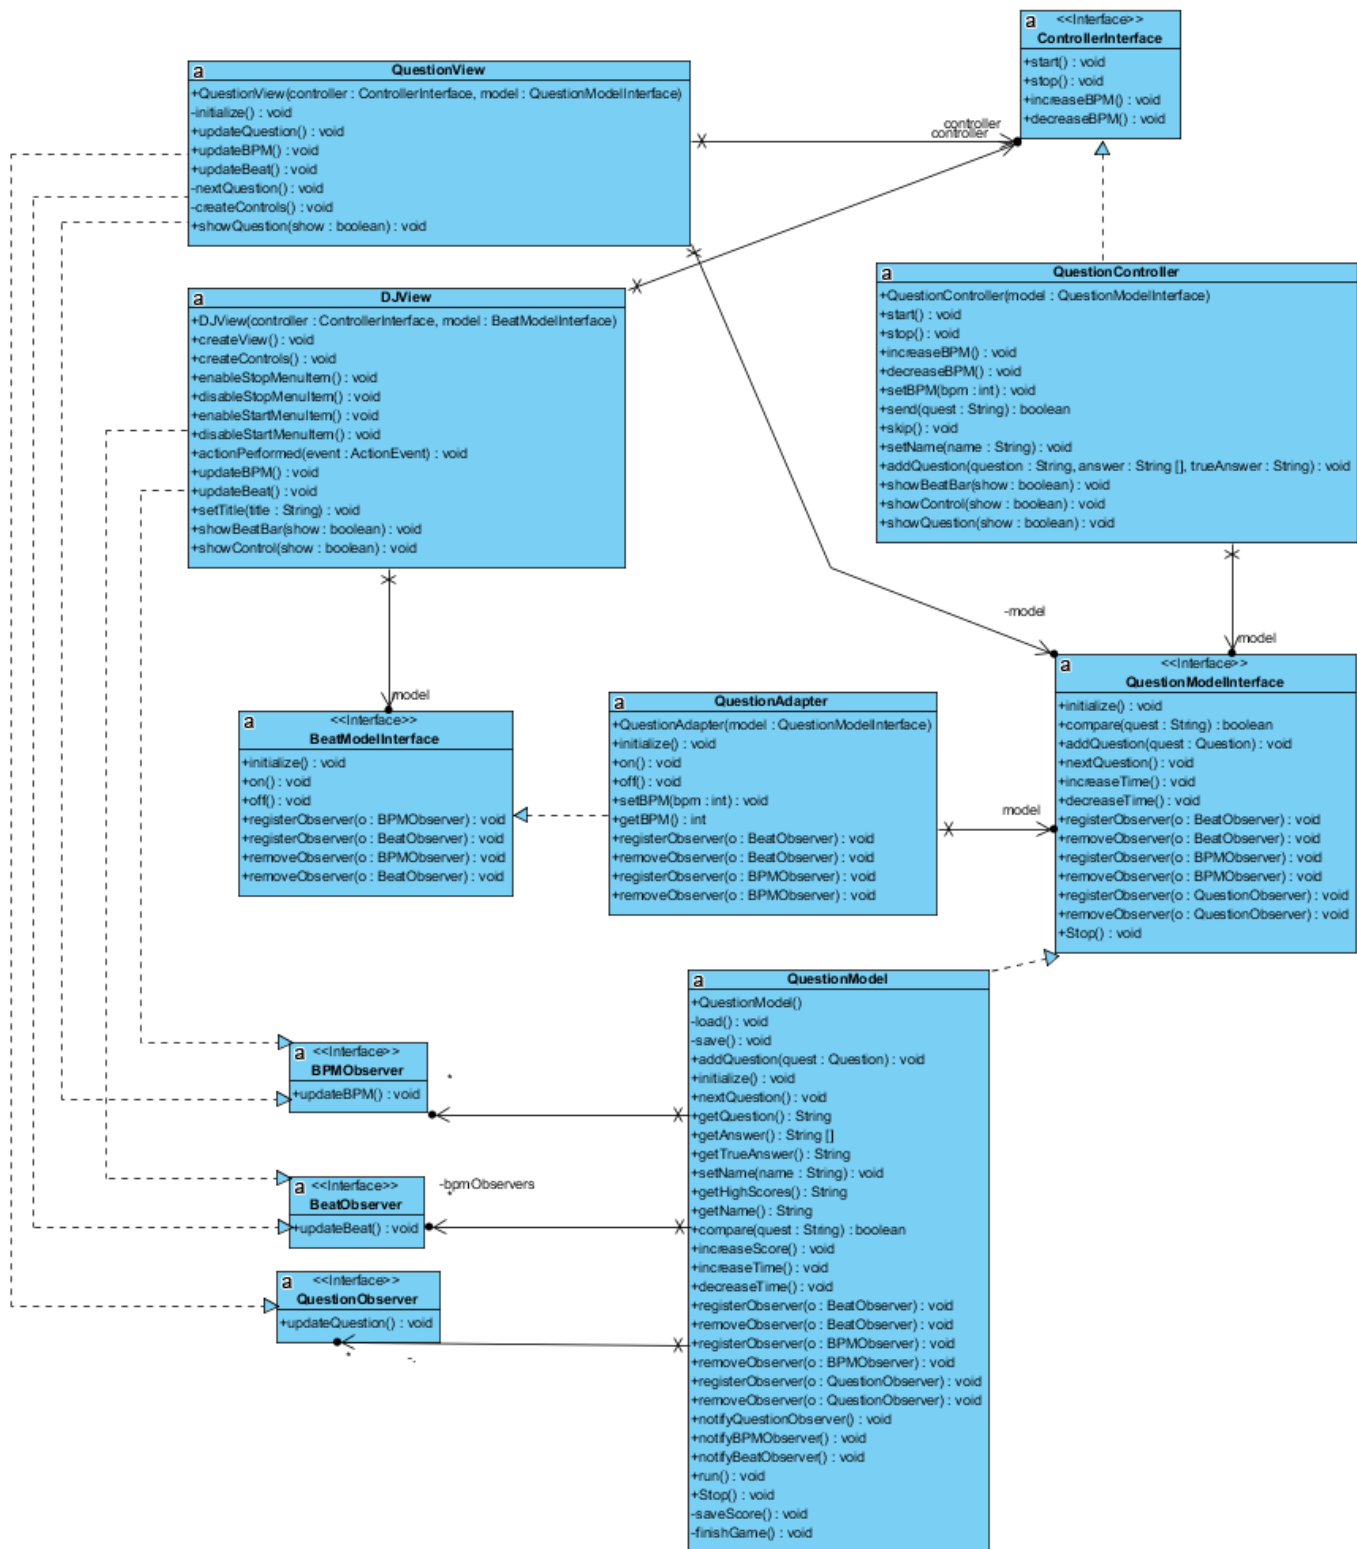 a
<<Interface>>
ControllerInterface
+start() : void
+stop() : void
+increaseBPM() : void
+decreaseBPM() : void
a
QuestionView
+QuestionView(controller : ControllerInterface, model : QuestionModelInterface)
-initialize() : void
+updateQuestion() : void
+updateBPM() : void
+updateBeat() : void
-nextQuestion() : void
-createControls() : void
+showQuestion(show : boolean) : void
controller
controller
a
QuestionController
+QuestionController(model : QuestionModelInterface)
+start() : void
+stop() : void
+increaseBPM() : void
+decreaseBPM() : void
+setBPM(bpm : int) : void
+send(quest : String) : boolean
+skip() : void
+setName(name : String) : void
+addQuestion(question : String, answer : String [], trueAnswer : String) : void
+showBeatBar(show : boolean) : void
+showControl(show : boolean) : void
+showQuestion(show : boolean) : void
a
DJView
+DJView(controller : ControllerInterface, model : BeatModelInterface)
+createView() : void
+createControls() : void
+enableStopMenuItem() : void
+disableStopMenuItem() : void
+enableStartMenuItem() : void
+disableStartMenuItem() : void
+actionPerformed(event : ActionEvent) : void
+updateBPM() : void
+updateBeat() : void
+setTitle(title : String) : void
+showBeatBar(show : boolean) : void
+showControl(show : boolean) : void
-model
model
model
a
<<Interface>>
QuestionModelInterface
+initialize() : void
+compare(quest : String) : boolean
+addQuestion(quest : Question) : void
+nextQuestion() : void
+increaseTime() : void
+decreaseTime() : void
+registerObserver(o : BeatObserver) : void
+removeObserver(o : BeatObserver) : void
+registerObserver(o : BPMObserver) : void
+removeObserver(o : BPMObserver) : void
+registerObserver(o : QuestionObserver) : void
+removeObserver(o : QuestionObserver) : void
+Stop() : void
a
QuestionAdapter
+QuestionAdapter(model : QuestionModelInterface)
+initialize() : void
+on() : void
+off() : void
+setBPM(bpm : int) : void
+getBPM() : int
+registerObserver(o : BeatObserver) : void
+removeObserver(o : BeatObserver) : void
+registerObserver(o : BPMObserver) : void
+removeObserver(o : BPMObserver) : void
model
a
<<Interface>>
BeatModelInterface
+initialize() : void
+on() : void
+off() : void
+registerObserver(o : BPMObserver) : void
+registerObserver(o : BeatObserver) : void
+removeObserver(o : BPMObserver) : void
+removeObserver(o : BeatObserver) : void
a
QuestionModel
+QuestionModel()
-load() : void
-save() : void
+addQuestion(quest : Question) : void
+initialize() : void
+nextQuestion() : void
+getQuestion() : String
+getAnswer() : String []
+getTrueAnswer() : String
+setName(name : String) : void
+getHighScores() : String
+getName() : String
+compare(quest : String) : boolean
+increaseScore() : void
+increaseTime() : void
+decreaseTime() : void
+registerObserver(o : BeatObserver) : void
+removeObserver(o : BeatObserver) : void
+registerObserver(o : BPMObserver) : void
+removeObserver(o : BPMObserver) : void
+registerObserver(o : QuestionObserver) : void
+removeObserver(o : QuestionObserver) : void
+notifyQuestionObserver() : void
+notifyBPMObserver() : void
+notifyBeatObserver() : void
+run() : void
+Stop() : void
-saveScore() : void
-finishGame() : void
a
<<Interface>>
BPMObserver
+updateBPM() : void
*
a
<<Interface>>
BeatObserver
+updateBeat() : void
-bpmObservers
*
a
<<Interface>>
QuestionObserver
+updateQuestion() : void
*